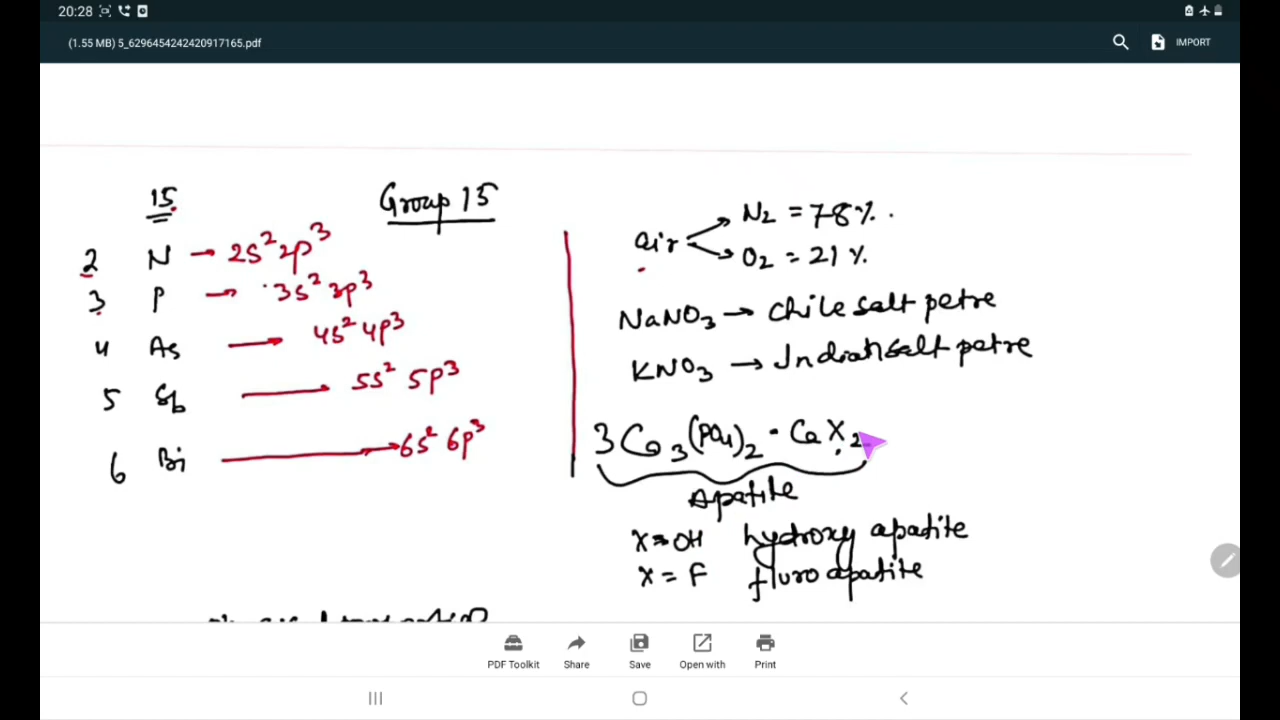 20:28
(1.55 MB) 5_6296454242420917165.pdf
IMPORT
15
Group 15
2 N → 2s² 2p³
3 P → 3s² 3p³
4 As → 4s² 4p³
5 Sb → 5s² 5p³
6 Bi → 6s² 6p³
air → N₂ = 78%.
→ O₂ = 21%
NaNO₃ → Chile salt petre
KNO₃ → Indian salt petre
3Ca₃(PO₄)₂ · CaX₂
Apatite
X = OH hydroxy apatite
X = F fluro apatite
PDF Toolkit
Share
Save
Open with
Print